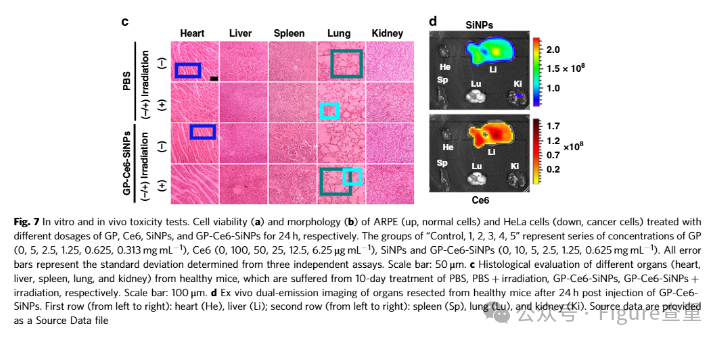 c
Heart Liver Spleen Lung Kidney
PBS
(−/+) Irradiation
(−)
(+)
GP-Ce6-SiNPs
(−/+) Irradiation
(−)
(+)
d
SiNPs
He
Li
Sp
Lu
Ki
2.0
1.5 × 10⁸
1.0
He
Li
Sp
Lu
Ki
Ce6
1.7
1.2 ×10⁸
0.7
0.2
Fig. 7 In vitro and in vivo toxicity tests. Cell viability (a) and morphology (b) of ARPE (up, normal cells) and HeLa cells (down, cancer cells) treated with
different dosages of GP, Ce6, SiNPs, and GP-Ce6-SiNPs for 24 h, respectively. The groups of “Control, 1, 2, 3, 4, 5” represent series of concentrations of GP
(0, 5, 2.5, 1.25, 0.625, 0.313 mg mL⁻¹), Ce6 (0, 100, 50, 25, 12.5, 6.25 μg mL⁻¹), SiNPs and GP-Ce6-SiNPs (0, 10, 5, 2.5, 1.25, 0.625 mg mL⁻¹). All error
bars represent the standard deviation determined from three independent assays. Scale bar: 50 μm. c Histological evaluation of different organs (heart,
liver, spleen, lung, and kidney) from healthy mice, which are suffered from 10-day treatment of PBS, PBS + irradiation, GP-Ce6-SiNPs, GP-Ce6-SiNPs +
irradiation, respectively. Scale bar: 100 μm. d Ex vivo dual-emission imaging of organs resected from healthy mice after 24 h post injection of GP-Ce6-
SiNPs. First row (from left to right): heart (He), liver (Li); second row (from left to right): spleen (Sp), lung (Lu), and kidney (Ki). Source data are provided
as a Source Data file
公众号 · Figure查重